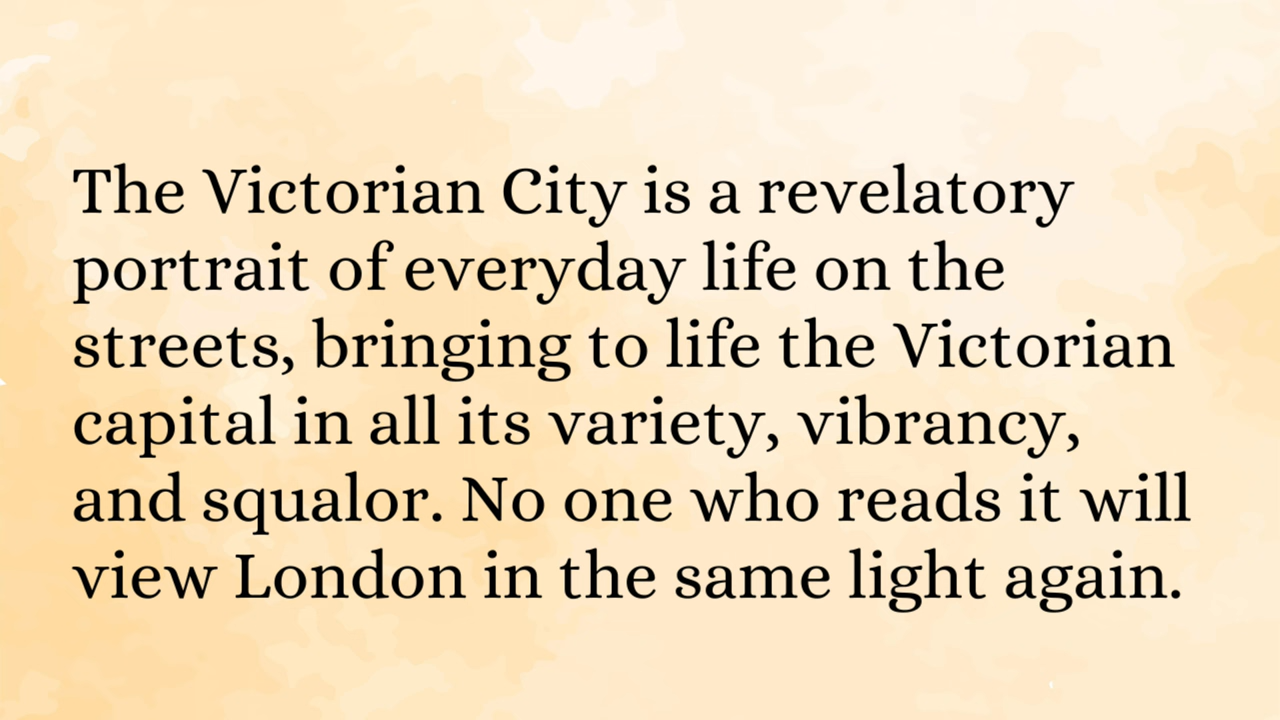 The Victorian City is a revelatory
portrait of everyday life on the
streets, bringing to life the Victorian
capital in all its variety, vibrancy,
and squalor. No one who reads it will
view London in the same light again.